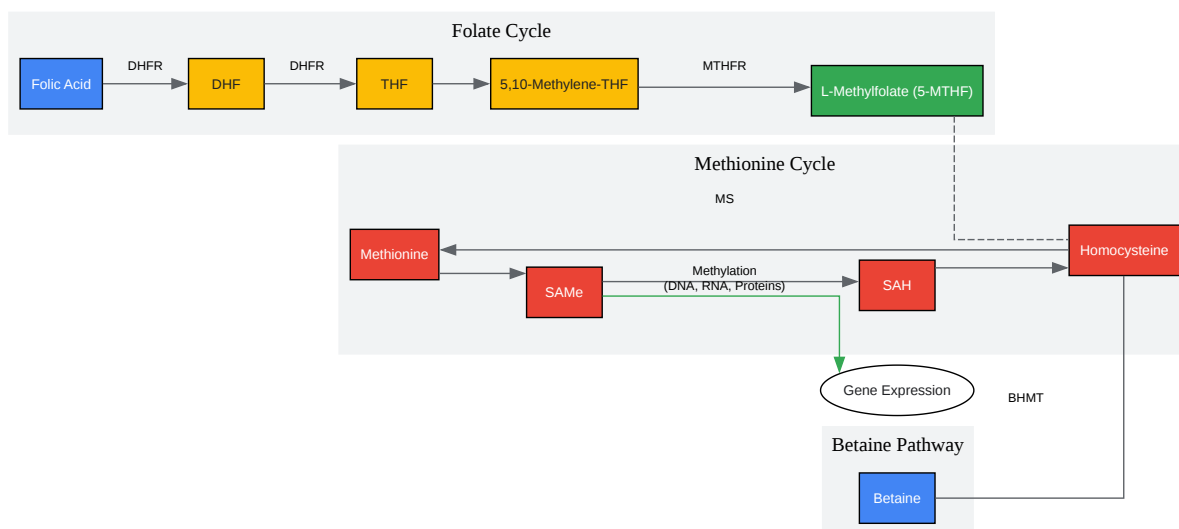 Folate Cycle
DHFR
DHFR
MTHFR
Folic Acid
DHF
THF
5,10-Methylene-THF
L-Methylfolate (5-MTHF)
Methionine Cycle
MS
Methionine
Homocysteine
Methylation
(DNA, RNA, Proteins)
SAMe
SAH
Gene Expression
BHMT
Betaine Pathway
Betaine